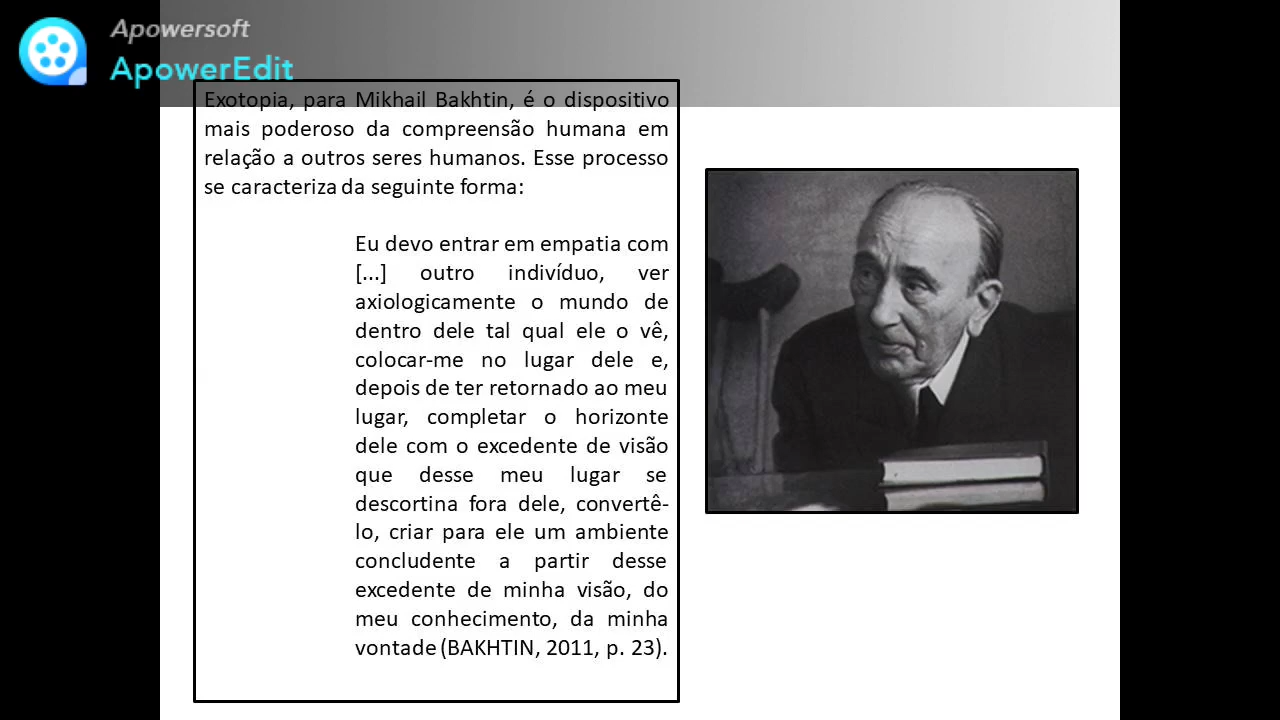 Apowersoft
ApowerEdit
Exotopia, para Mikhail Bakhtin, é o dispositivo
mais poderoso da compreensão humana em
relação a outros seres humanos. Esse processo
se caracteriza da seguinte forma:
Eu devo entrar em empatia com
[...] outro indivíduo, ver
axiologicamente o mundo de
dentro dele tal qual ele o vê,
colocar-me no lugar dele e,
depois de ter retornado ao meu
lugar, completar o horizonte
dele com o excedente de visão
que desse meu lugar se
descortina fora dele, convertê-
lo, criar para ele um ambiente
concludente a partir desse
excedente de minha visão, do
meu conhecimento, da minha
vontade (BAKHTIN, 2011, p. 23).